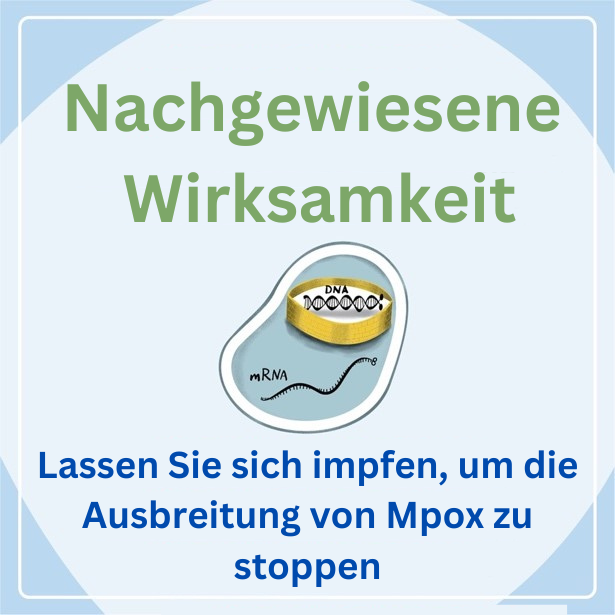 Nachgewiesene
Wirksamkeit
DNA
mRNA
Lassen Sie sich impfen, um die
Ausbreitung von Mpox zu
stoppen